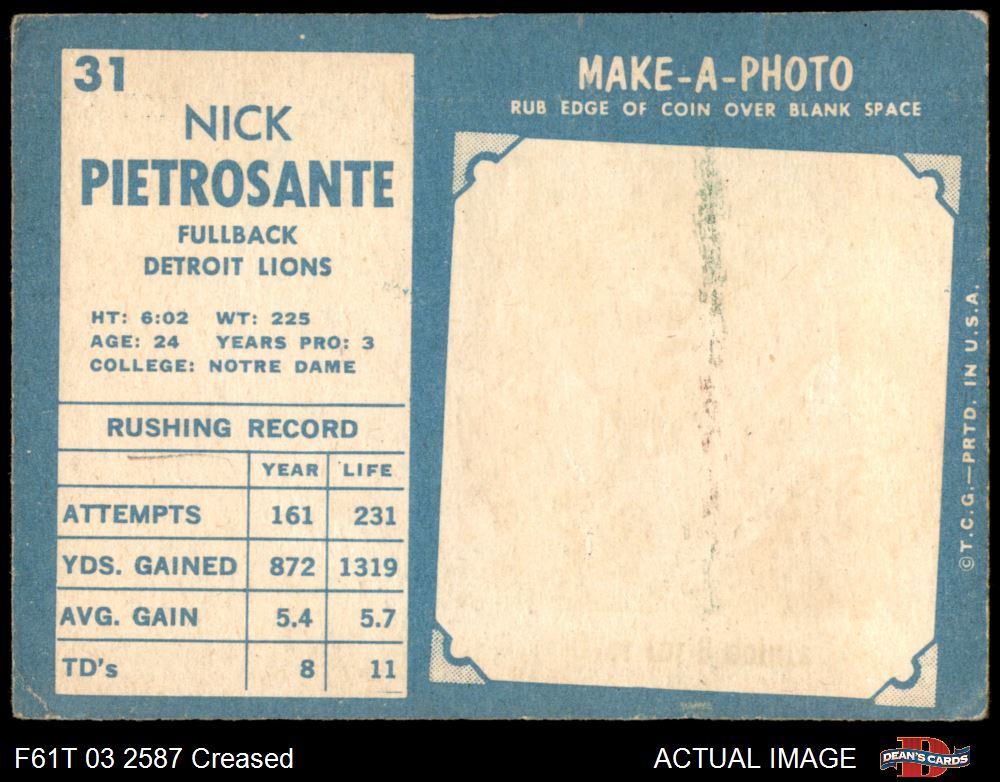 31
NICK
PIETROSANTE
FULLBACK
DETROIT LIONS
HT: 6:02 WT: 225
AGE: 24 YEARS PRO: 3
COLLEGE: NOTRE DAME
RUSHING RECORD
YEAR LIFE
ATTEMPTS 161 231
YDS. GAINED 872 1319
AVG. GAIN 5.4 5.7
TD's 8 11
MAKE-A-PHOTO
RUB EDGE OF COIN OVER BLANK SPACE
©T.C.G.—PRTD. IN U.S.A.
F61T 03 2587 Creased
ACTUAL IMAGE
D
DEAN'S CARDS